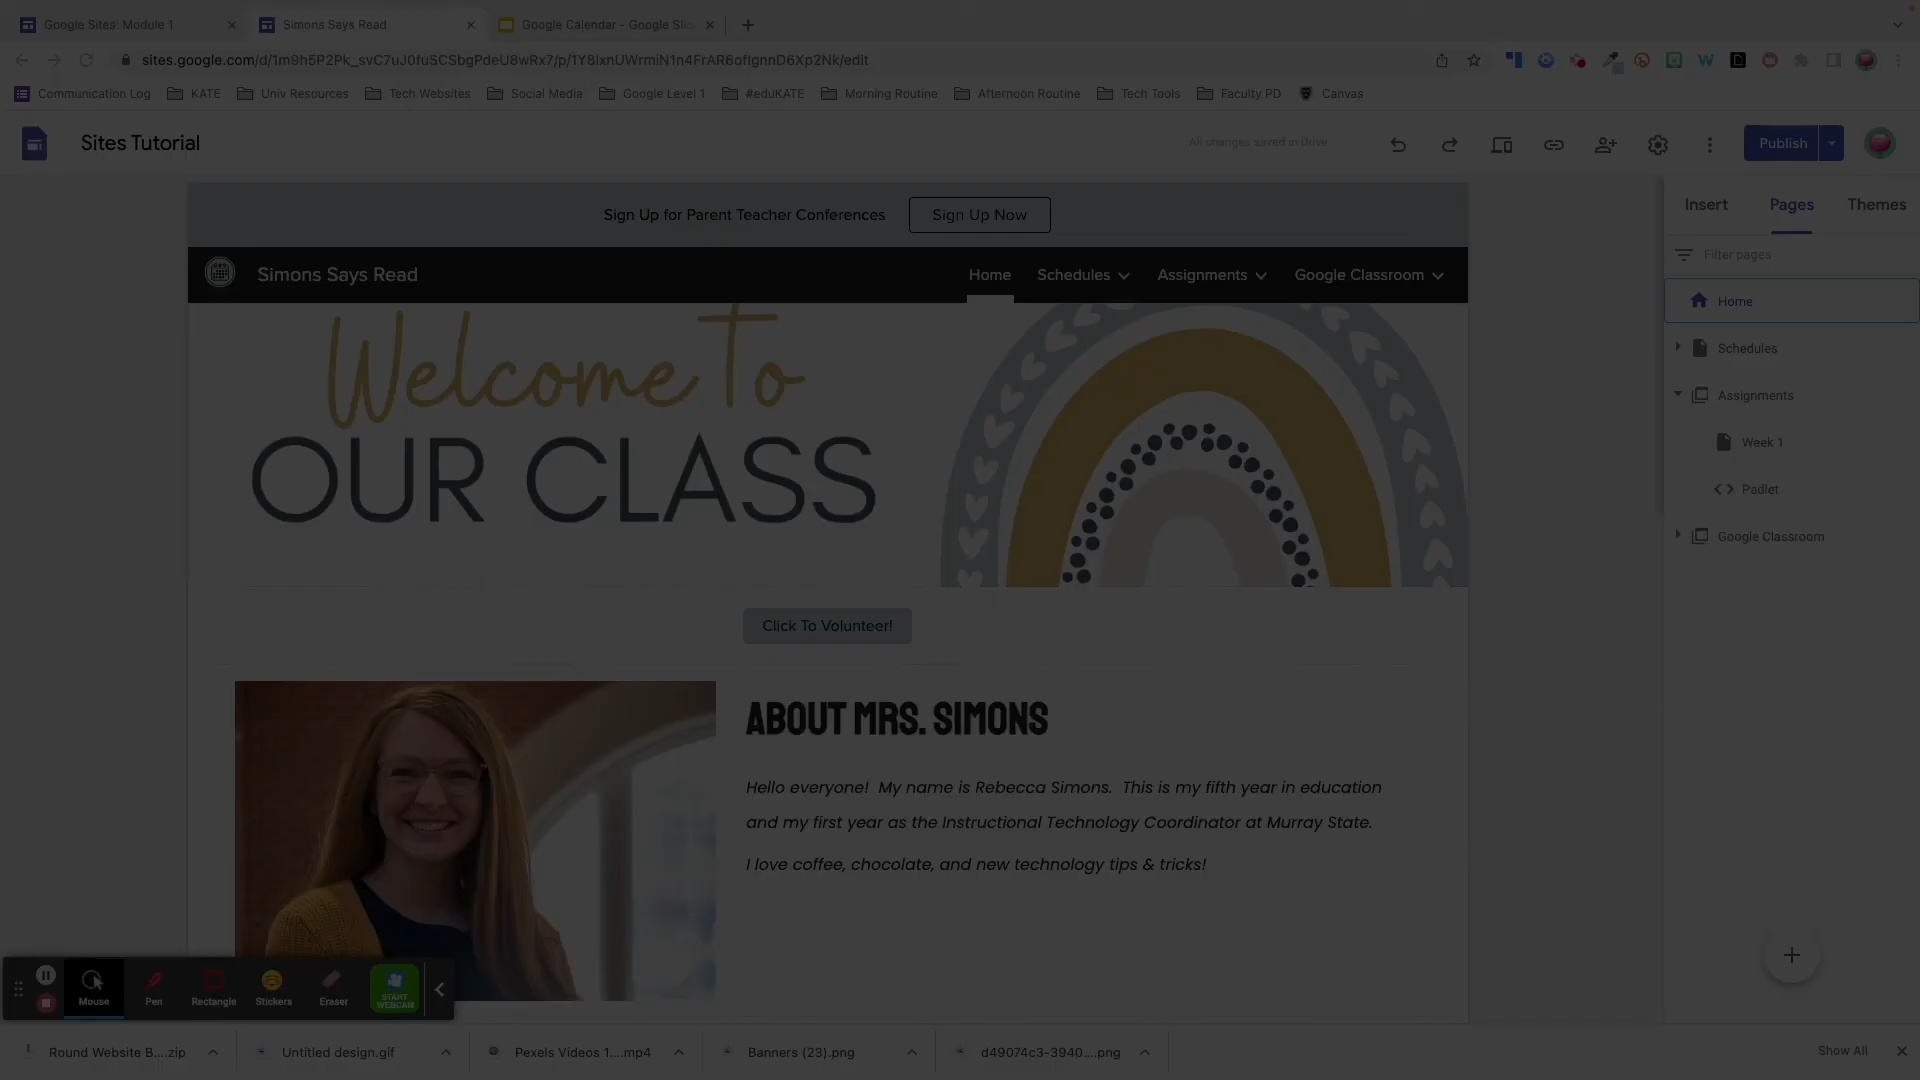 Google Sites: Module 1
Simons Says Read
Google Calendar - Google Slid
sites.google.com/d/1m9h5P2Pk_svC7uJ0fuSCSbgPdeU8wRx7/p/1Y8lxnUWrmiN1n4FrAR6ofIgnnD6Xp2Nk/edit
Communication Log KATE Univ Resources Tech Websites Social Media Google Level 1 #eduKATE Morning Routine Afternoon Routine Tech Tools Faculty PD Canvas
Sites Tutorial
All changes saved in Drive
Publish
Insert Pages Themes
Filter pages
Home
Schedules
Assignments
Week 1
Padlet
Google Classroom
Sign Up for Parent Teacher Conferences Sign Up Now
Simons Says Read
Home Schedules Assignments Google Classroom
Welcome To
OUR CLASS
Click To Volunteer!
ABOUT MRS. SIMONS
Hello everyone! My name is Rebecca Simons. This is my fifth year in education
and my first year as the Instructional Technology Coordinator at Murray State.
I love coffee, chocolate, and new technology tips & tricks!
Mouse Pen Rectangle Stickers Eraser START
WEBCAM
Round Website B....zip Untitled design.gif Pexels Videos 1....mp4 Banners (23).png d49074c3-3940....png Show All